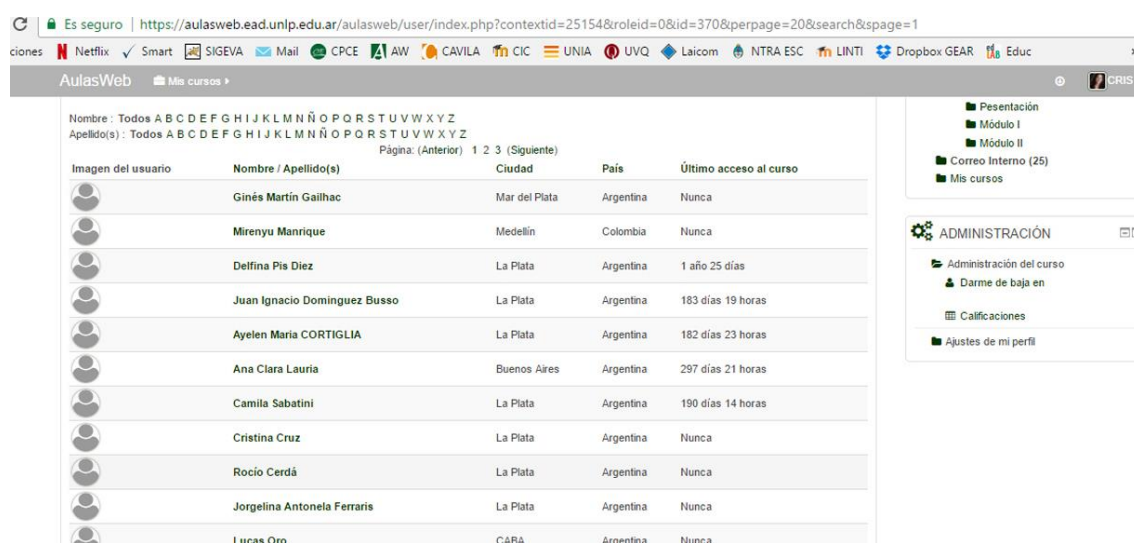 Es seguro | https://aulasweb.ead.unlp.edu.ar/aulasweb/user/index.php?contextid=25154&roleid=0&id=370&perpage=20&search&spage=1
ciones Netflix Smart SIGEVA Mail CPCE AW CAVILA CIC UNIA UVQ Laicom NTRA ESC LINTI Dropbox GEAR Educ
AulasWeb Mis cursos CRIS
Nombre : Todos A B C D E F G H I J K L M N Ñ O P Q R S T U V W X Y Z
Apellido(s) : Todos A B C D E F G H I J K L M N Ñ O P Q R S T U V W X Y Z
Página: (Anterior) 1 2 3 (Siguiente)
Imagen del usuario Nombre / Apellido(s) Ciudad País Último acceso al curso
Ginés Martín Gailhac Mar del Plata Argentina Nunca
Mirenyu Manrique Medellín Colombia Nunca
Delfina Pis Diez La Plata Argentina 1 año 25 días
Juan Ignacio Dominguez Busso La Plata Argentina 183 días 19 horas
Ayelen Maria CORTIGLIA La Plata Argentina 182 días 23 horas
Ana Clara Lauria Buenos Aires Argentina 297 días 21 horas
Camila Sabatini La Plata Argentina 190 días 14 horas
Cristina Cruz La Plata Argentina Nunca
Rocío Cerdá La Plata Argentina Nunca
Jorgelina Antonela Ferraris La Plata Argentina Nunca
Lucas Oro CABA Argentina Nunca
Presentación
Módulo I
Módulo II
Correo Interno (25)
Mis cursos
ADMINISTRACIÓN
Administración del curso
Darme de baja en
Calificaciones
Ajustes de mi perfil